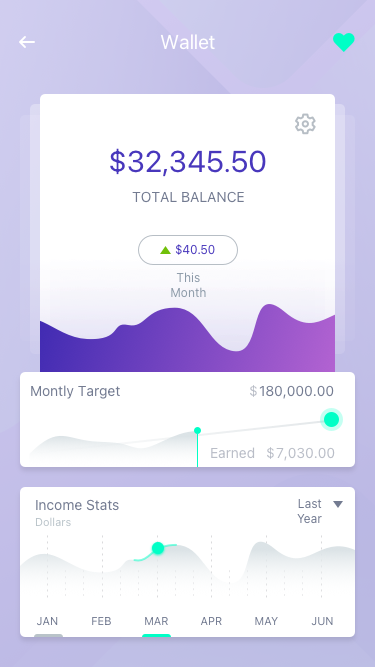 Wallet
$32,345.50
TOTAL BALANCE
$40.50
This
Month
Montly Target $180,000.00
Earned $7,030.00
Income Stats
Dollars
Last
Year
JAN FEB MAR APR MAY JUN